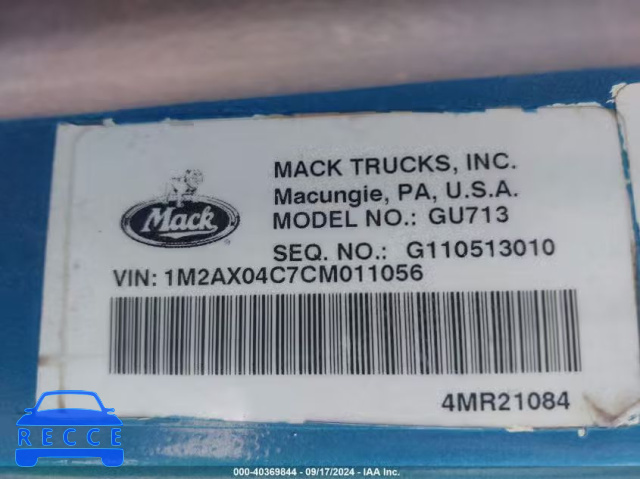 MACK TRUCKS, INC.
Macungie, PA, U.S.A.
MODEL NO.: GU713
Mack
SEQ. NO.: G110513010
VIN: 1M2AX04C7CM011056
4MR21084
RECCE
000-40369844 - 09/17/2024 - IAA Inc.